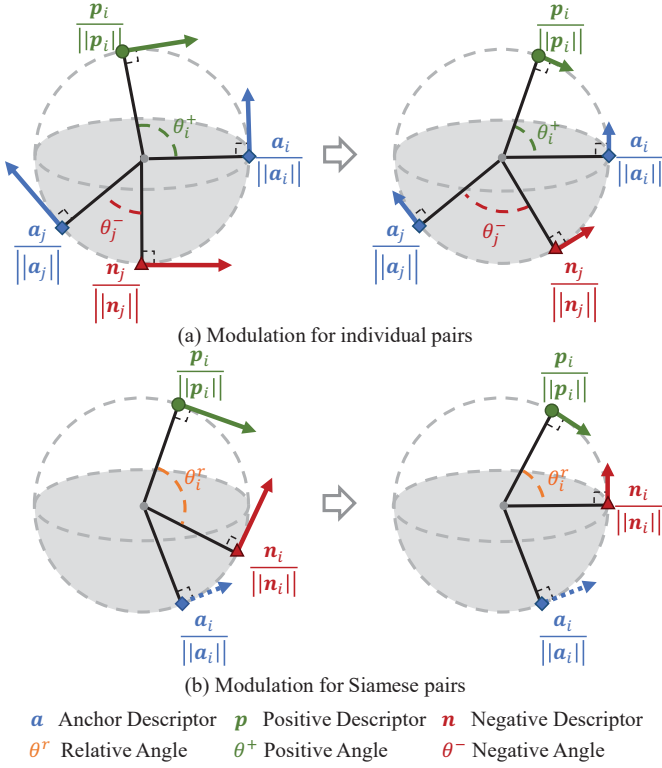 p_i p_i
||p_i|| ||p_i||
θ_i^+ θ_i^+
a_i a_i
||a_i|| ||a_i||
θ_j^- θ_j^-
a_j a_j
||a_j|| ||a_j||
n_j n_j
||n_j|| ||n_j||
(a) Modulation for individual pairs
p_i p_i
||p_i|| ||p_i||
θ_i^r θ_i^r
n_i n_i
||n_i|| ||n_i||
a_i a_i
||a_i|| ||a_i||
(b) Modulation for Siamese pairs
a Anchor Descriptor p Positive Descriptor n Negative Descriptor
θ^r Relative Angle θ^+ Positive Angle θ^- Negative Angle